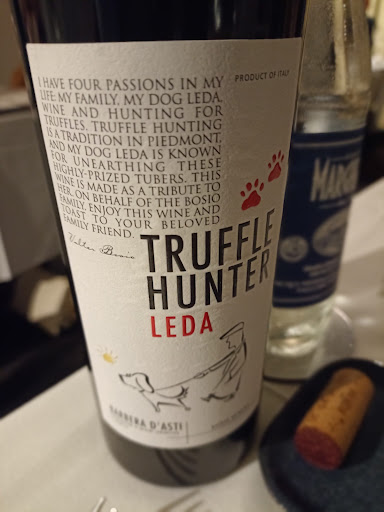 I HAVE FOUR PASSIONS IN MY
LIFE: MY FAMILY, MY DOG LEDA,
WINE AND HUNTING FOR
TRUFFLES. TRUFFLE HUNTING
IS A TRADITION IN PIEDMONT,
AND MY DOG LEDA IS KNOWN
FOR UNEARTHING THESE
HIGHLY-PRIZED TUBERS. THIS
WINE IS MADE AS A TRIBUTE TO
HER. ON BEHALF OF THE BOSIO
FAMILY, ENJOY THIS WINE AND
TOAST TO YOUR BELOVED
FAMILY FRIEND.
Valter Bosio
PRODUCT OF ITALY
TRUFFLE
HUNTER
LEDA
BARBERA D'ASTI